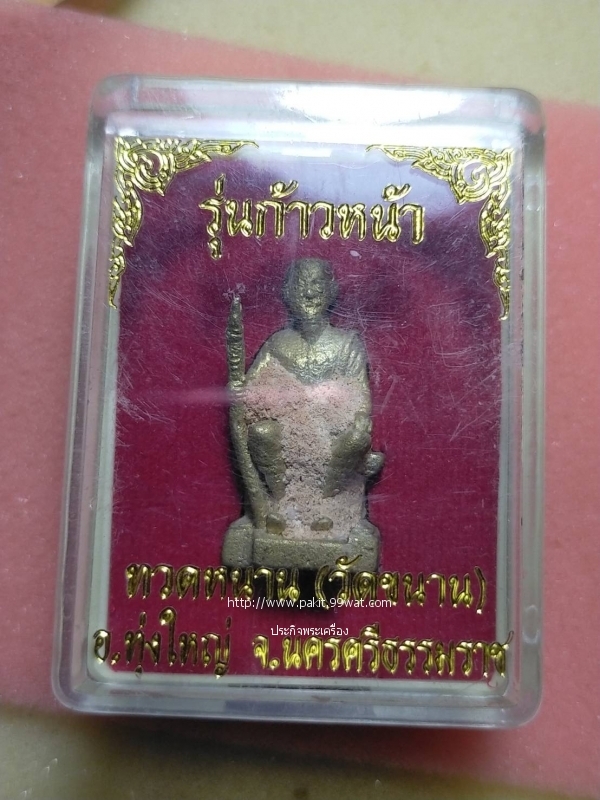 รุ่นก้าวหน้า
ทวดหนาน (วัดขนาน)
http://www.pakit.99wat.com/
ประกิจพระเครื่อง
อ.ทุ่งใหญ่ จ.นครศรีธรรมราช